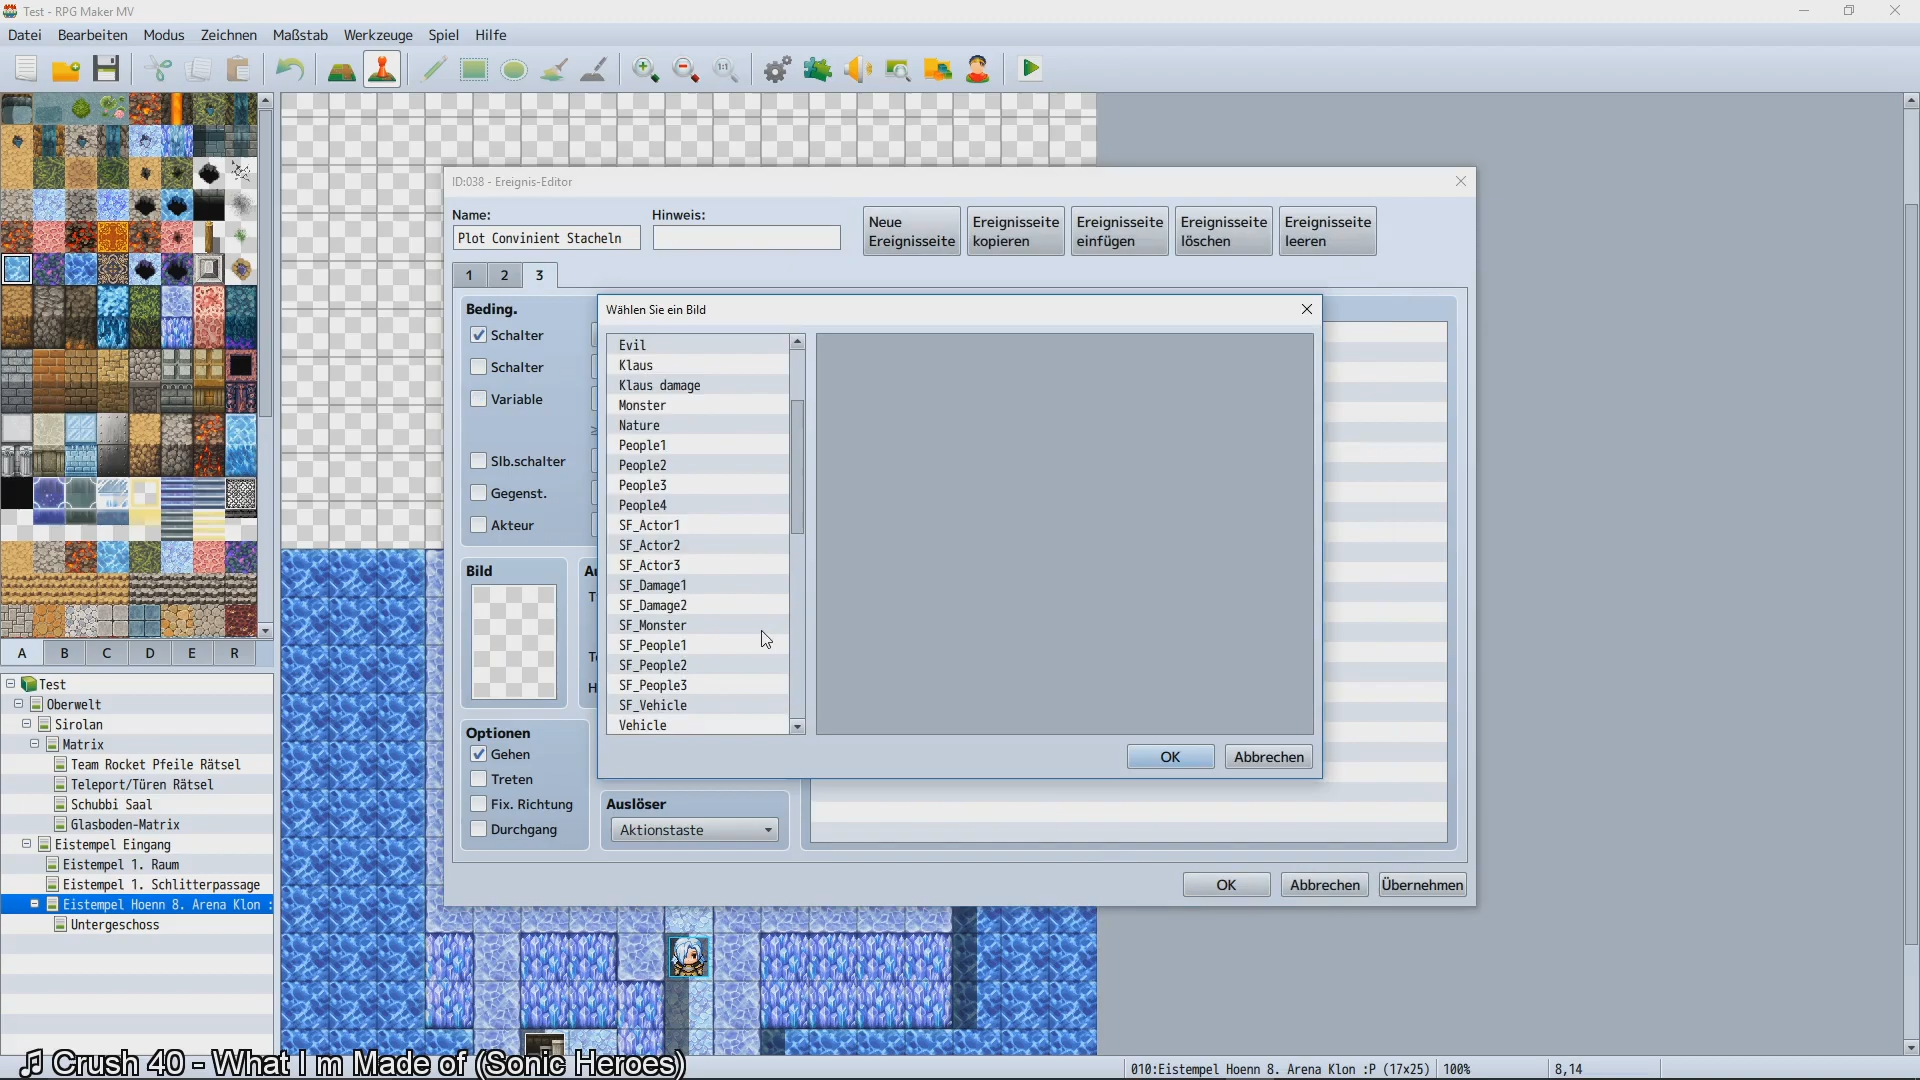 Test - RPG Maker MV
Datei Bearbeiten Modus Zeichnen Maßstab Werkzeuge Spiel Hilfe
1:1
ID:038 - Ereignis-Editor
Name:
Hinweis:
Plot Convinient Stacheln
Neue Ereignisseite
Ereignisseite kopieren
Ereignisseite einfügen
Ereignisseite löschen
Ereignisseite leeren
1 2 3
Beding.
Schalter
Schalter
Variable
Slb.schalter
Gegenst.
Akteur
Bild
Optionen
Gehen
Treten
Fix. Richtung
Durchgang
Auslöser
Aktionstaste
OK
Abbrechen
Übernehmen
Wählen Sie ein Bild
Evil
Klaus
Klaus damage
Monster
Nature
People1
People2
People3
People4
SF_Actor1
SF_Actor2
SF_Actor3
SF_Damage1
SF_Damage2
SF_Monster
SF_People1
SF_People2
SF_People3
SF_Vehicle
Vehicle
OK
Abbrechen
A B C D E R
Test
Oberwelt
Sirolan
Matrix
Team Rocket Pfeile Rätsel
Teleport/Türen Rätsel
Schubbi Saal
Glasboden-Matrix
Eistempel Eingang
Eistempel 1. Raum
Eistempel 1. Schlitterpassage
Eistempel Hoenn 8. Arena Klon :
Untergeschoss
♫ Crush 40 - What I m Made of (Sonic Heroes)
010:Eistempel Hoenn 8. Arena Klon :P (17x25)
100%
8,14